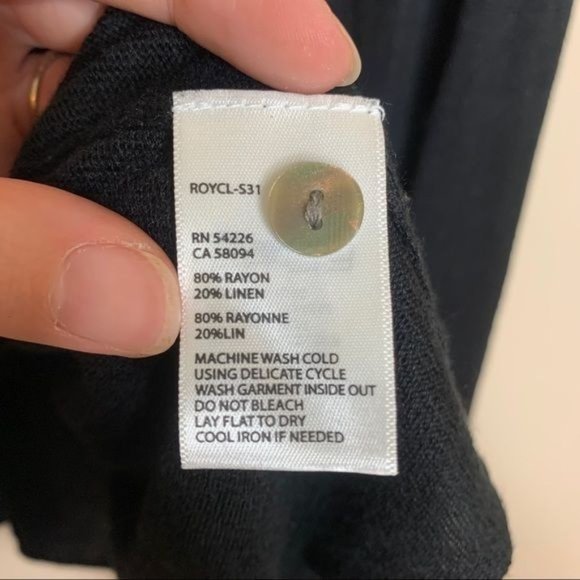 ROYCL-S31
RN 54226
CA 58094
80% RAYON
20% LINEN
80% RAYONNE
20%LIN
MACHINE WASH COLD
USING DELICATE CYCLE
WASH GARMENT INSIDE OUT
DO NOT BLEACH
LAY FLAT TO DRY
COOL IRON IF NEEDED